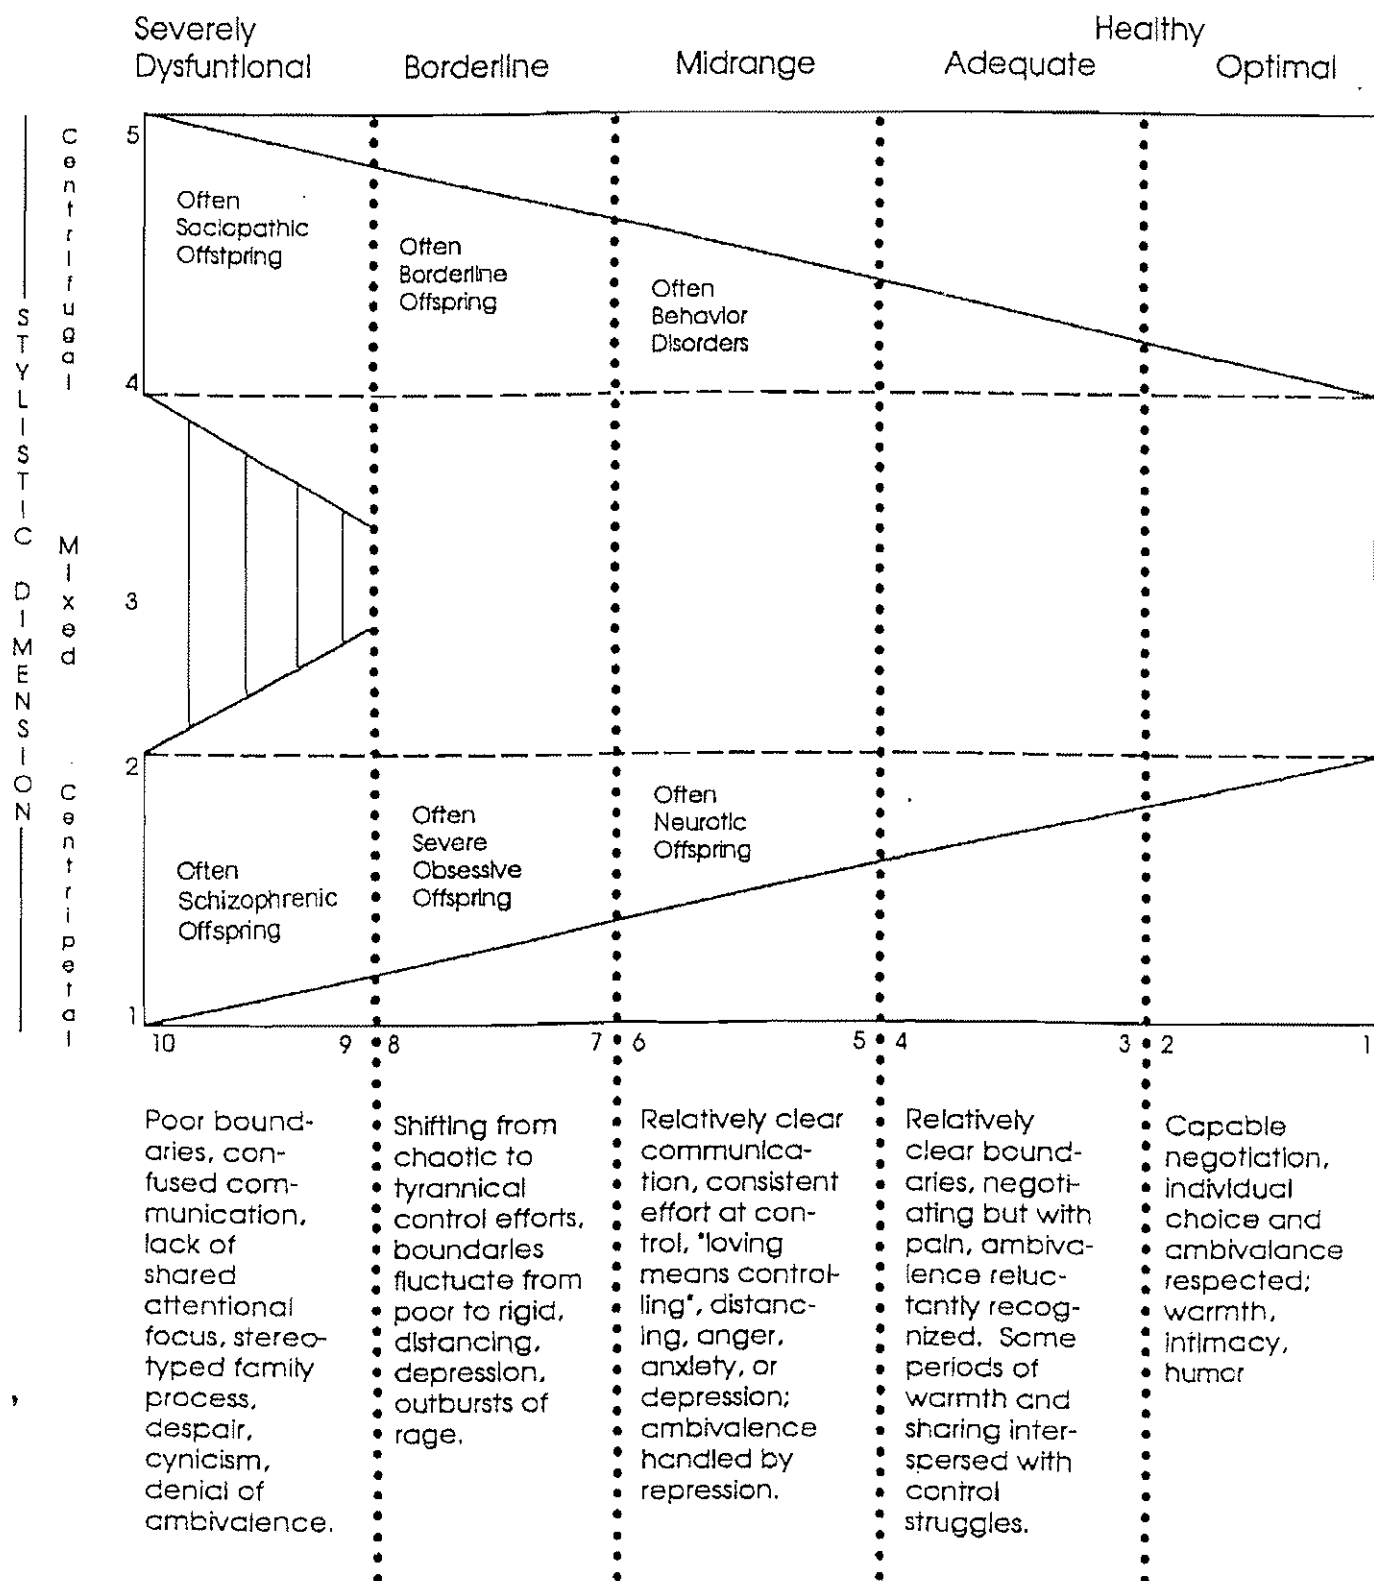 Severely
Dysfuntional
Borderline
Midrange
Healthy
Adequate
Optimal
STYLISTIC DIMENSION
Centrifugal
Mixed
Centripetal
5
4
3
2
1
Often
Sociopathic
Offstpring
Often
Borderline
Offspring
Often
Behavior
Disorders
Often
Schizophrenic
Offspring
Often
Severe
Obsessive
Offspring
Often
Neurotic
Offspring
10 9 8 7 6 5 4 3 2 1
Poor bound-
aries, con-
fused com-
munication,
lack of
shared
attentional
focus, stereo-
typed family
process,
despair,
cynicism,
denial of
ambivalence.
Shifting from
chaotic to
tyrannical
control efforts,
boundaries
fluctuate from
poor to rigid,
distancing,
depression,
outbursts of
rage.
Relatively clear
communica-
tion, consistent
effort at con-
trol, "loving
means control-
ling", distanc-
ing, anger,
anxiety, or
depression;
ambivalence
handled by
repression.
Relatively
clear bound-
aries, negoti-
ating but with
pain, ambiva-
lence reluc-
tantly recog-
nized. Some
periods of
warmth and
sharing inter-
spersed with
control
struggles.
Capable
negotiation,
individual
choice and
ambivalance
respected;
warmth,
intimacy,
humor